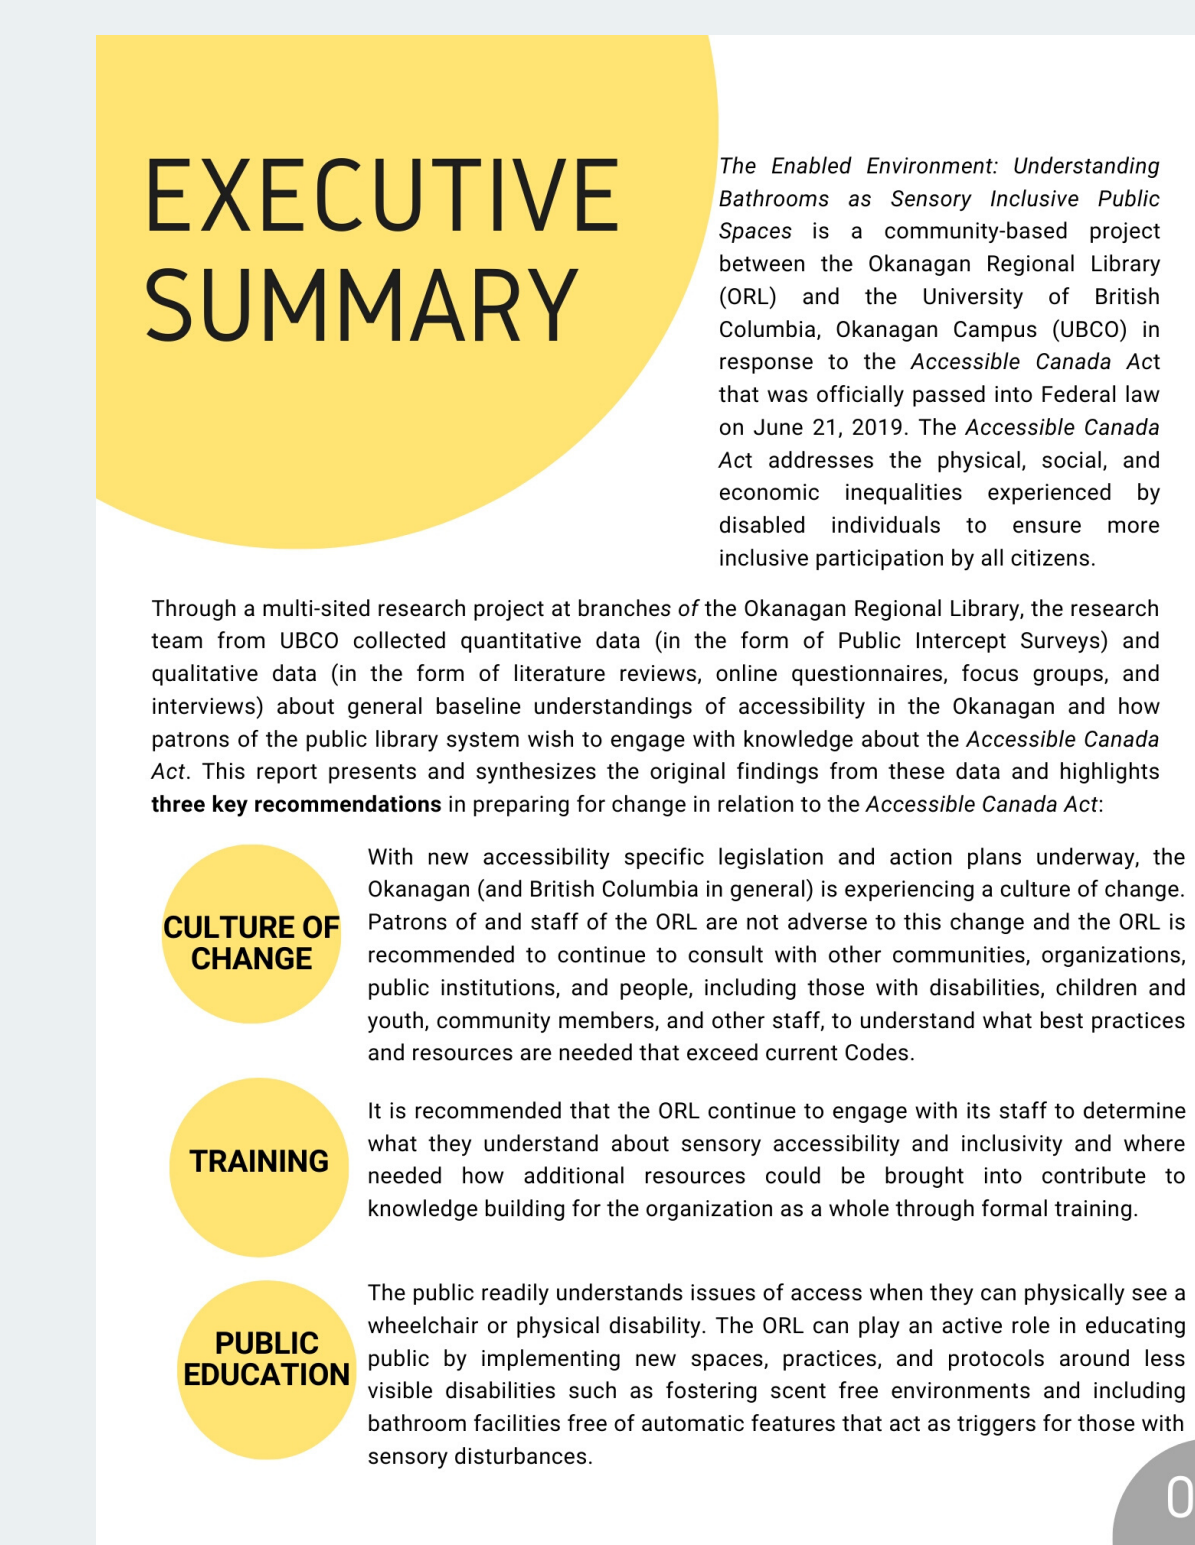 EXECUTIVE
SUMMARY
The Enabled Environment: Understanding
Bathrooms as Sensory Inclusive Public
Spaces is a community-based project
between the Okanagan Regional Library
(ORL) and the University of British
Columbia, Okanagan Campus (UBCO) in
response to the Accessible Canada Act
that was officially passed into Federal law
on June 21, 2019. The Accessible Canada
Act addresses the physical, social, and
economic inequalities experienced by
disabled individuals to ensure more
inclusive participation by all citizens.
Through a multi-sited research project at branches of the Okanagan Regional Library, the research
team from UBCO collected quantitative data (in the form of Public Intercept Surveys) and
qualitative data (in the form of literature reviews, online questionnaires, focus groups, and
interviews) about general baseline understandings of accessibility in the Okanagan and how
patrons of the public library system wish to engage with knowledge about the Accessible Canada
Act. This report presents and synthesizes the original findings from these data and highlights
three key recommendations in preparing for change in relation to the Accessible Canada Act:
CULTURE OF
CHANGE
With new accessibility specific legislation and action plans underway, the
Okanagan (and British Columbia in general) is experiencing a culture of change.
Patrons of and staff of the ORL are not adverse to this change and the ORL is
recommended to continue to consult with other communities, organizations,
public institutions, and people, including those with disabilities, children and
youth, community members, and other staff, to understand what best practices
and resources are needed that exceed current Codes.
TRAINING
It is recommended that the ORL continue to engage with its staff to determine
what they understand about sensory accessibility and inclusivity and where
needed how additional resources could be brought into contribute to
knowledge building for the organization as a whole through formal training.
PUBLIC
EDUCATION
The public readily understands issues of access when they can physically see a
wheelchair or physical disability. The ORL can play an active role in educating
public by implementing new spaces, practices, and protocols around less
visible disabilities such as fostering scent free environments and including
bathroom facilities free of automatic features that act as triggers for those with
sensory disturbances.
0